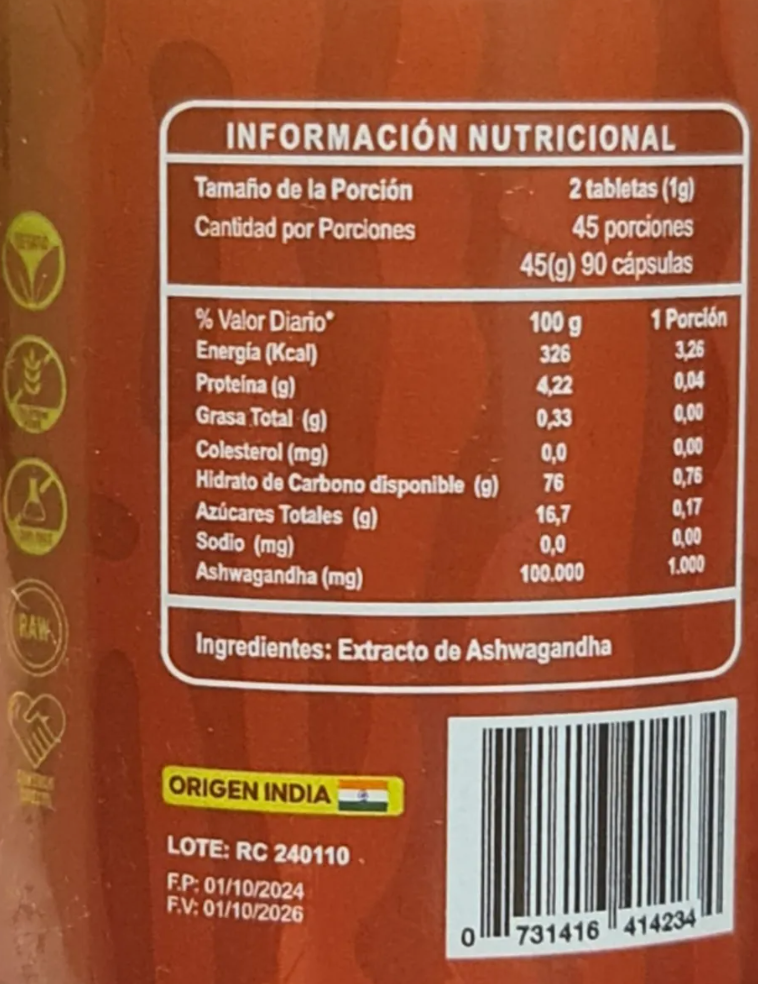 INFORMACIÓN NUTRICIONAL
Tamaño de la Porción 2 tabletas (1g)
Cantidad por Porciones 45 porciones
45(g) 90 cápsulas
% Valor Diario* 100 g 1 Porción
Energía (Kcal) 326 3,26
Proteína (g) 4,22 0,04
Grasa Total (g) 0,33 0,00
Colesterol (mg) 0,0 0,00
Hidrato de Carbono disponible (g) 76 0,76
Azúcares Totales (g) 16,7 0,17
Sodio (mg) 0,0 0,00
Ashwagandha (mg) 100.000 1.000
Ingredientes: Extracto de Ashwagandha
RAW
ORIGEN INDIA
LOTE: RC 240110
F.P: 01/10/2024
F.V: 01/10/2026
0 731416 414234